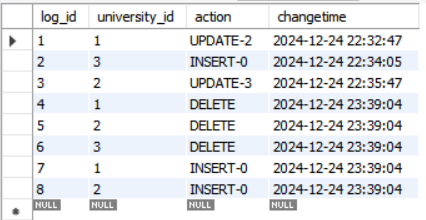 log_id university_id action changetime
1 1 UPDATE-2 2024-12-24 22:32:47
2 3 INSERT-0 2024-12-24 22:34:05
3 2 UPDATE-3 2024-12-24 22:35:47
4 1 DELETE 2024-12-24 23:39:04
5 2 DELETE 2024-12-24 23:39:04
6 3 DELETE 2024-12-24 23:39:04
7 1 INSERT-0 2024-12-24 23:39:04
8 2 INSERT-0 2024-12-24 23:39:04
NULL NULL NULL NULL